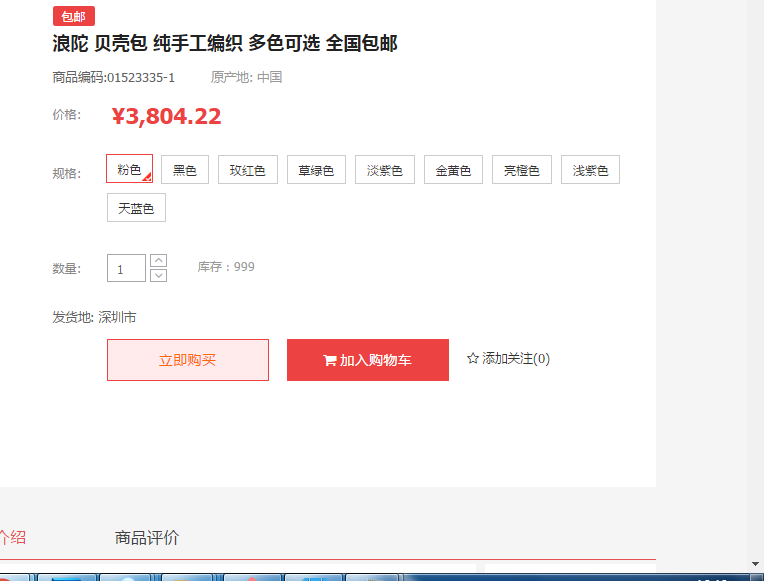 包邮
浪陀 贝壳包 纯手工编织 多色可选 全国包邮
商品编码:01523335-1 原产地: 中国
价格: ¥3,804.22
规格: 粉色 黑色 玫红色 草绿色 淡紫色 金黄色 亮橙色 浅紫色
天蓝色
数量: 1 库存：999
发货地: 深圳市
立即购买 加入购物车 添加关注(0)
介绍 商品评价